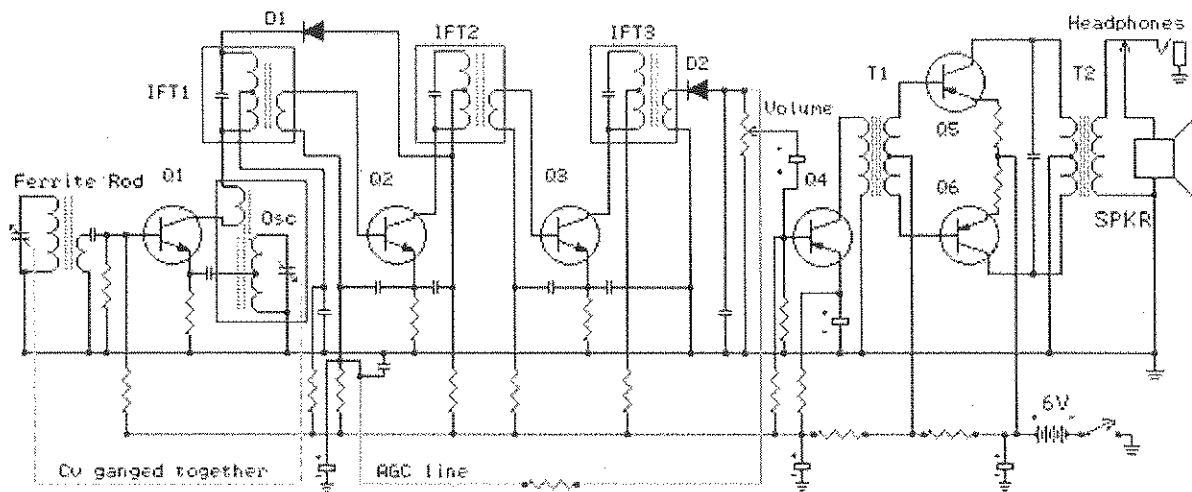 D1
IFT2
IFT3
Headphones
IFT1
D2
T1
T2
Volume
Q5
Ferrite Rod
Q1
Osc
Q2
Q3
Q4
Q6
SPKR
6V
Cv ganged together
AGC line